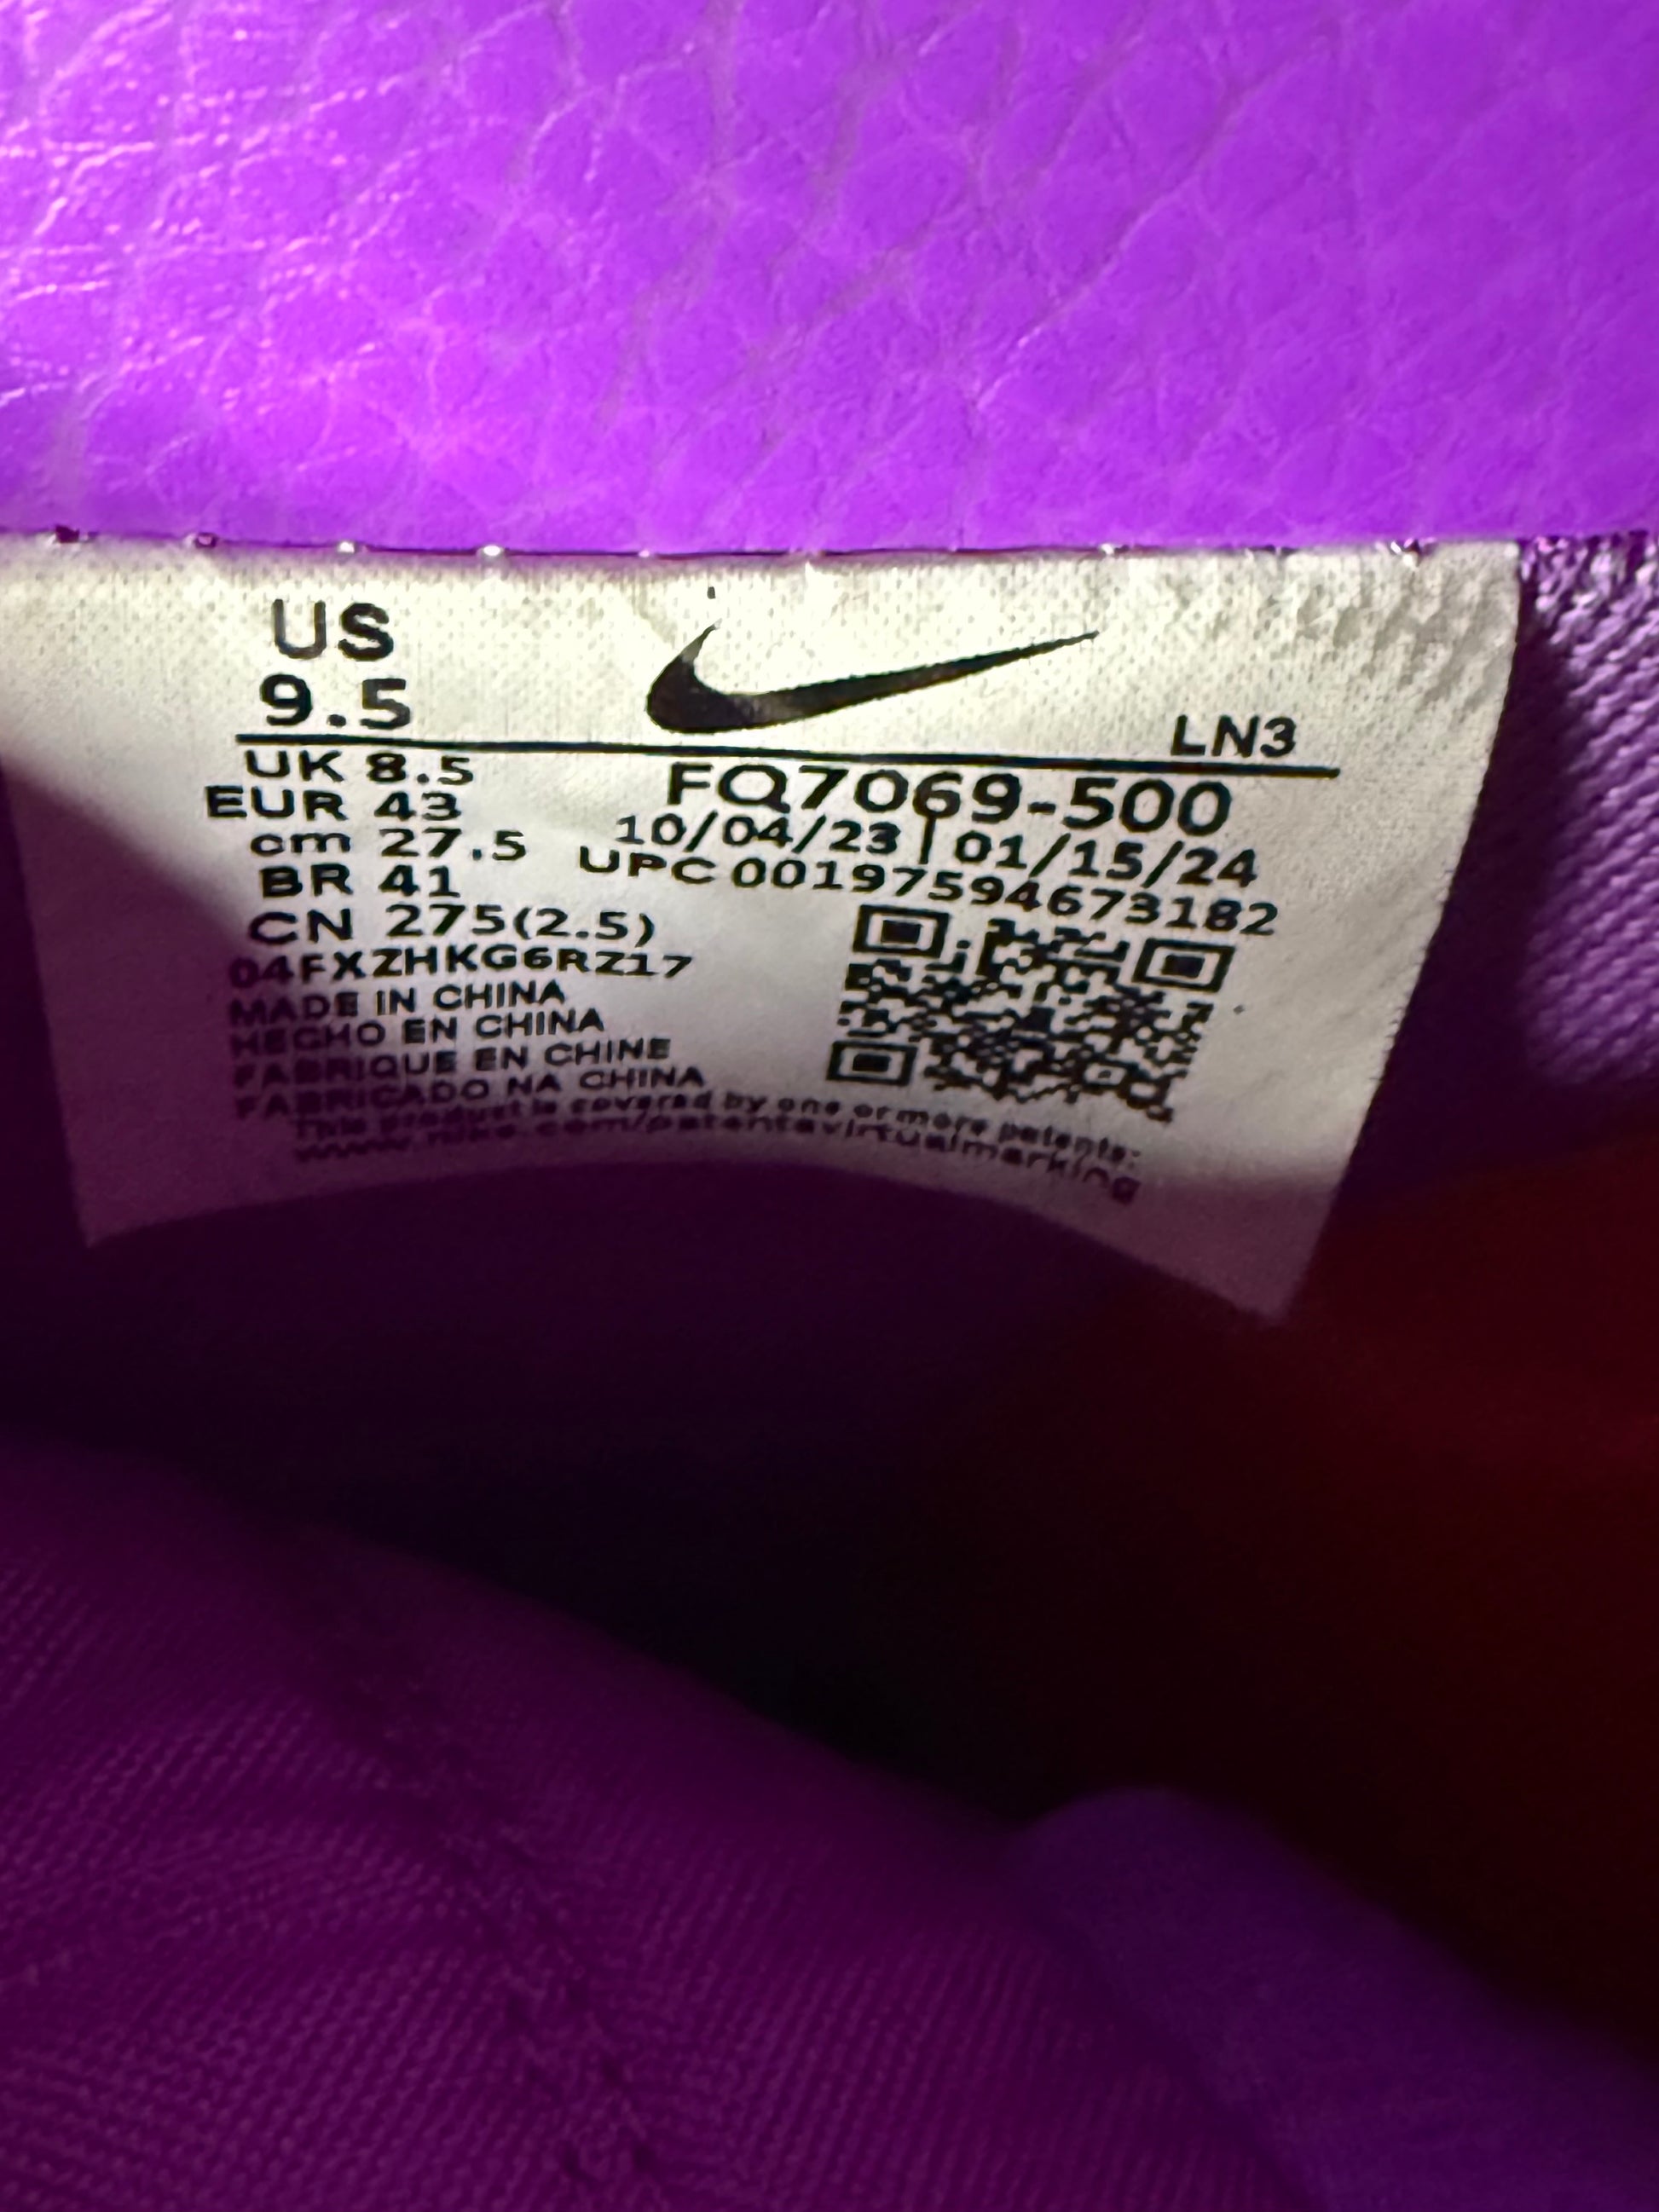 US
9.5
LN3
UK 8.5
EUR 43
cm 27.5
BR 41
CN 275(2.5)
04FXZHKG6RZ17
MADE IN CHINA
HECHO EN CHINA
FABRIQUE EN CHINE
FABRICADO NA CHINA
FQ7069-500
10/04/23 | 01/15/24
UPC 00197594673182
This product is covered by one or more patents:
www.nike.com/patentsvirtualmarking